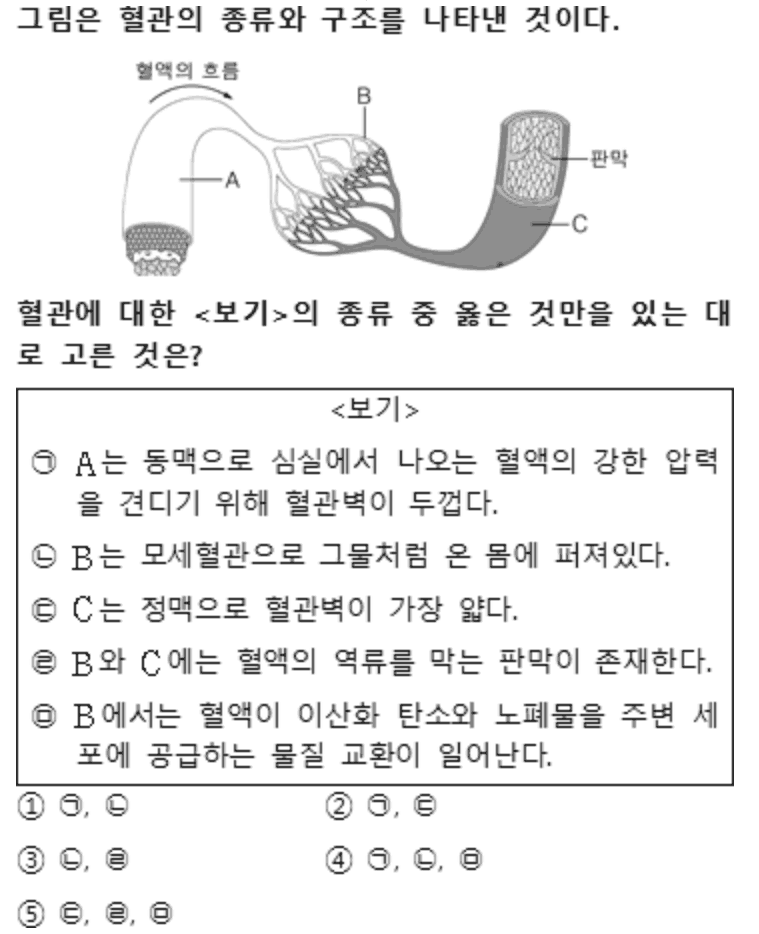 그림은 혈관의 종류와 구조를 나타낸 것이다.
혈액의 흐름
B
A
판막
C
혈관에 대한 <보기>의 종류 중 옳은 것만을 있는 대
로 고른 것은?
<보기>
㉠ A는 동맥으로 심실에서 나오는 혈액의 강한 압력
을 견디기 위해 혈관벽이 두껍다.
㉡ B는 모세혈관으로 그물처럼 온 몸에 퍼져있다.
㉢ C는 정맥으로 혈관벽이 가장 얇다.
㉣ B와 C에는 혈액의 역류를 막는 판막이 존재한다.
㉤ B에서는 혈액이 이산화 탄소와 노폐물을 주변 세
포에 공급하는 물질 교환이 일어난다.
① ㉠, ㉡ ② ㉠, ㉢
③ ㉡, ㉣ ④ ㉠, ㉡, ㉤
⑤ ㉢, ㉣, ㉤